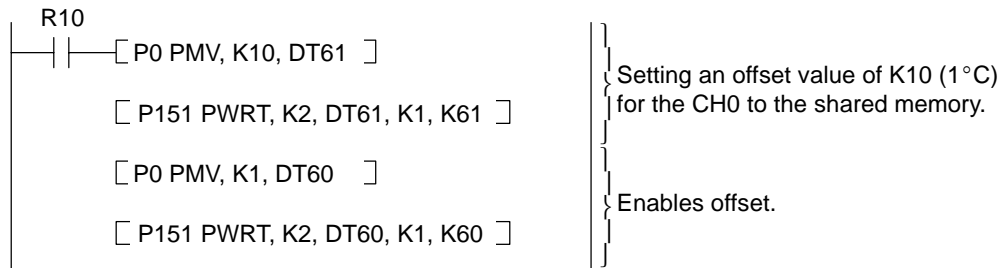 R10
P0 PMV, K10, DT61
Setting an offset value of K10 (1°C)
for the CH0 to the shared memory.
P151 PWRT, K2, DT61, K1, K61
P0 PMV, K1, DT60
Enables offset.
P151 PWRT, K2, DT60, K1, K60